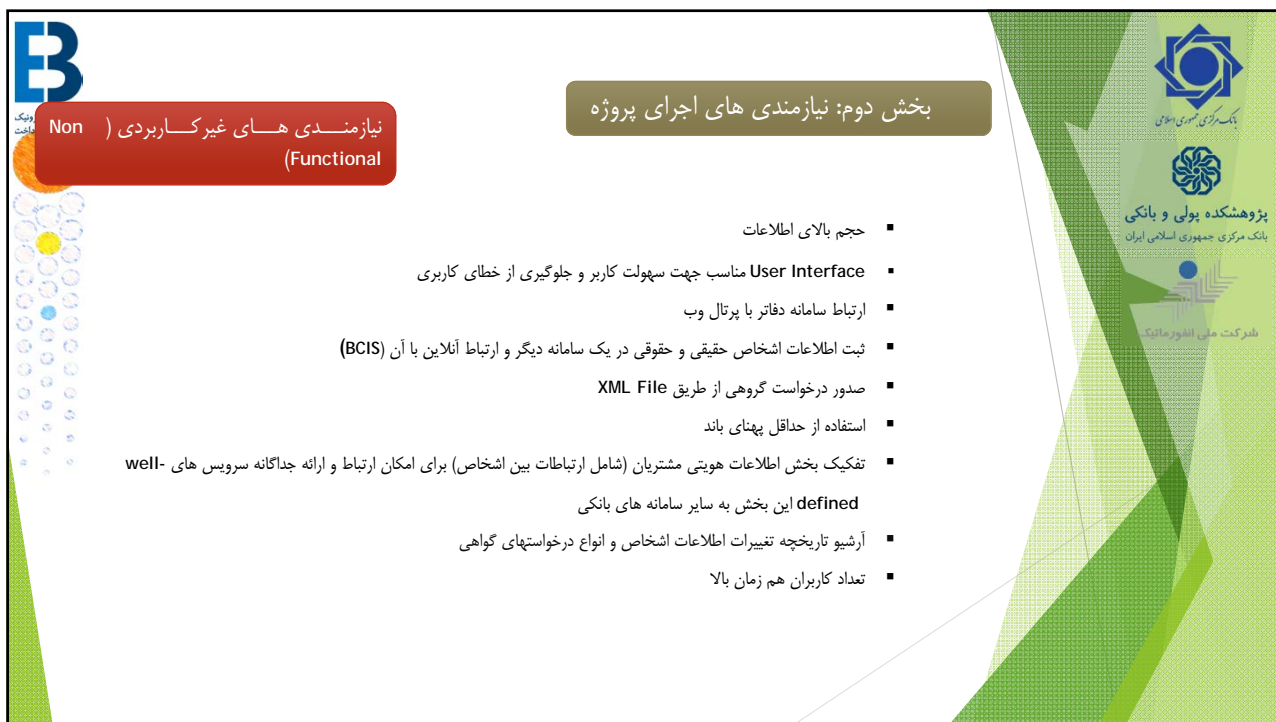 بخش دوم: نیازمندی های اجرای پروژه
نیازمندی های غیرکاربردی ( Non
Functional)
حجم بالای اطلاعات
User Interface مناسب جهت سهولت کاربر و جلوگیری از خطای کاربری
ارتباط سامانه دفاتر با پرتال وب
ثبت اطلاعات اشخاص حقیقی و حقوقی در یک سامانه دیگر و ارتباط آنلاین با آن (BCIS)
صدور درخواست گروهی از طریق XML File
استفاده از حداقل پهنای باند
تفکیک بخش اطلاعات هویتی مشتریان (شامل ارتباطات بین اشخاص) برای امکان ارتباط و ارائه جداگانه سرویس های well-
defined این بخش به سایر سامانه های بانکی
آرشیو تاریخچه تغییرات اطلاعات اشخاص و انواع درخواستهای گواهی
تعداد کاربران هم زمان بالا
بانک مرکزی جمهوری اسلامی
پژوهشکده پولی و بانکی
بانک مرکزی جمهوری اسلامی ایران
شرکت ملی انفورماتیک